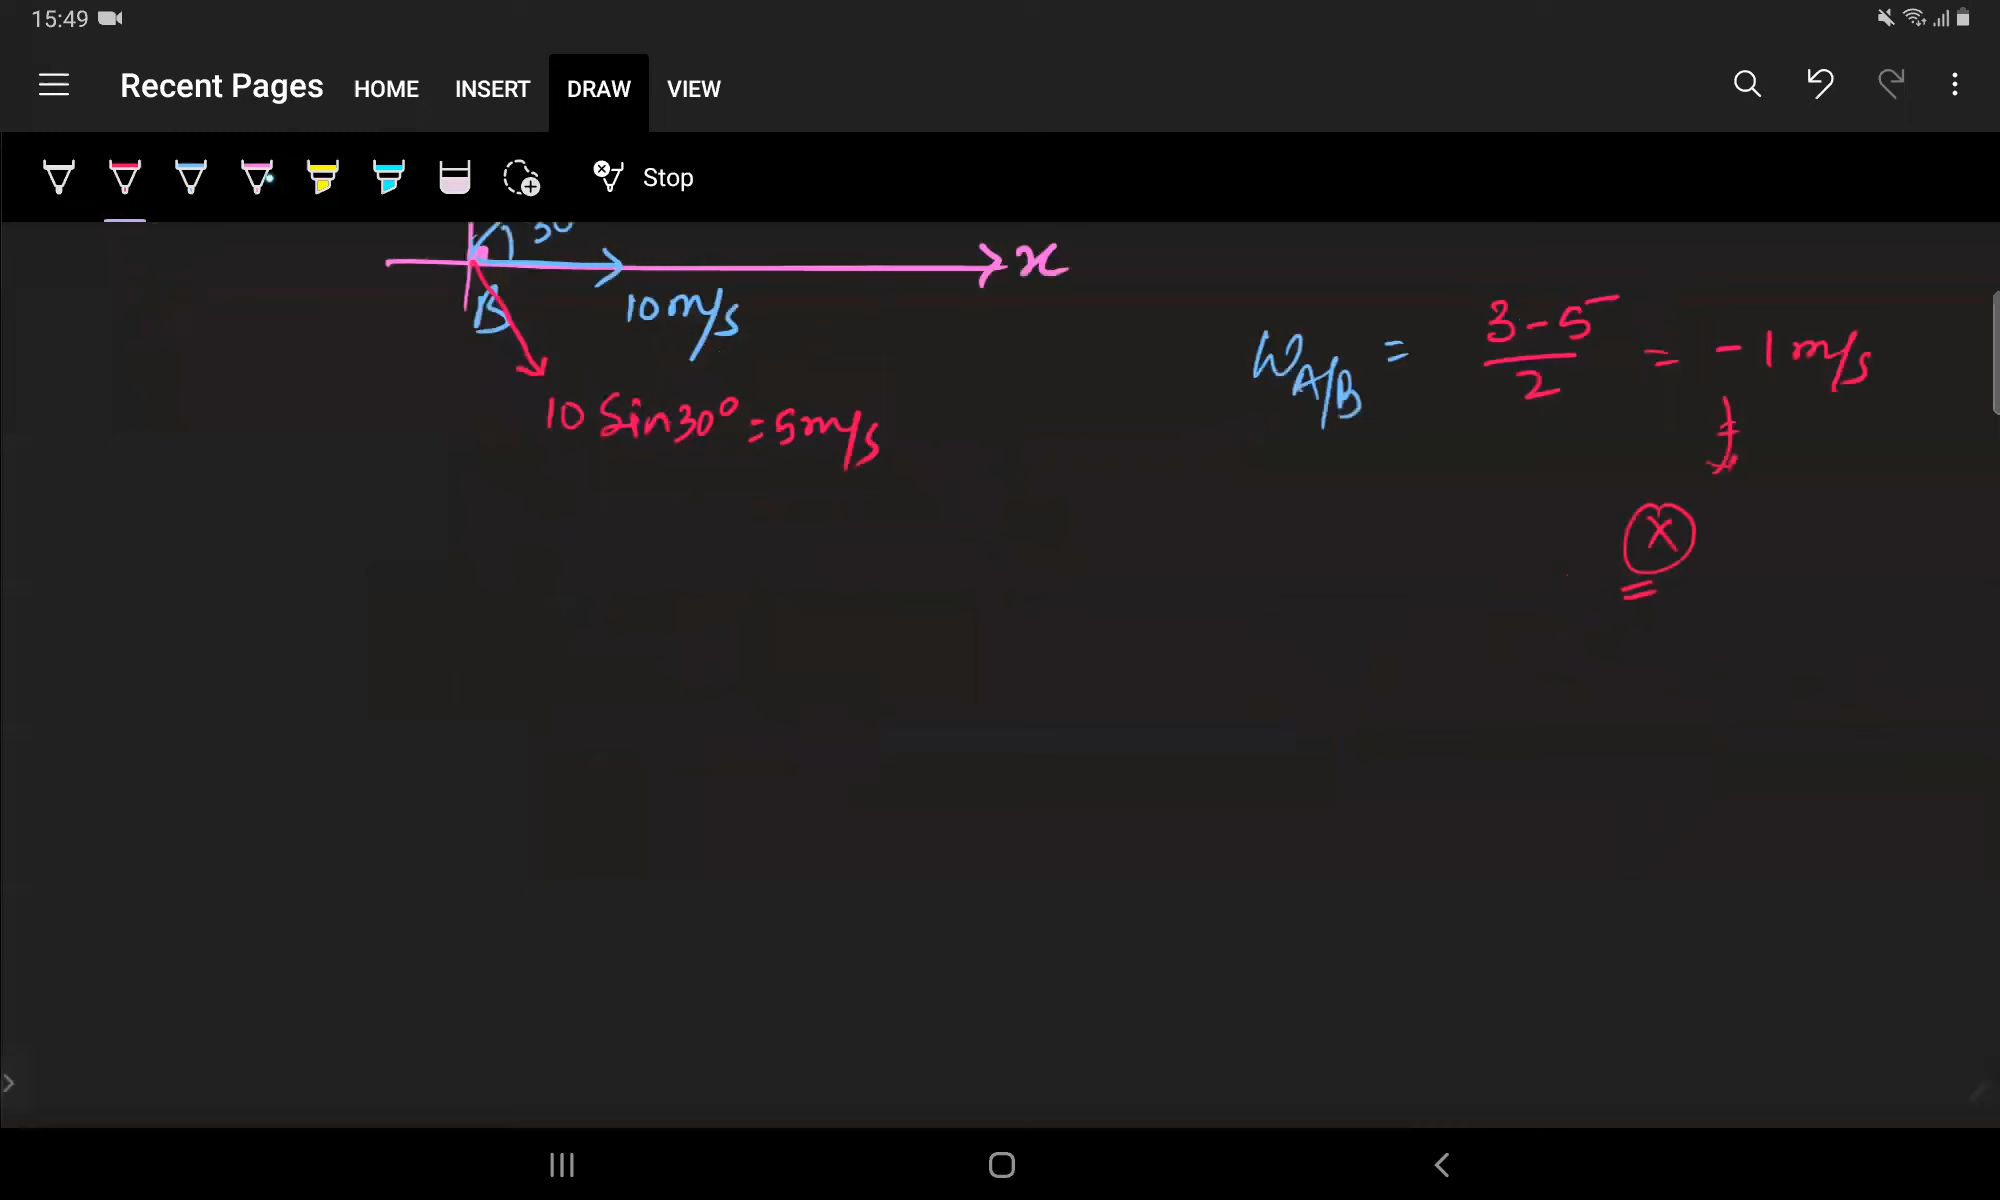 15:49
Recent Pages HOME INSERT DRAW VIEW
Stop
x
B
10 m/s
10 Sin30° = 5m/s
ω A/B = 3-5 / 2 = -1 m/s
x